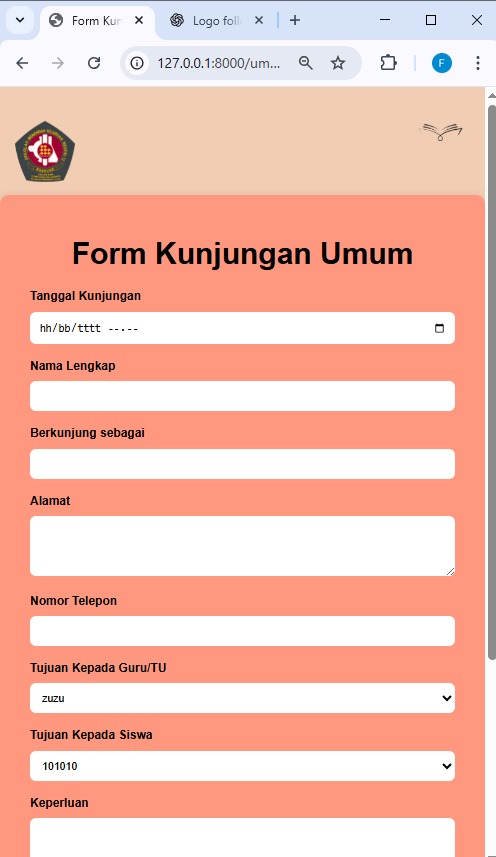 Form Kun
Logo foll
127.0.0.1:8000/um...
F
Form Kunjungan Umum
Tanggal Kunjungan
hh/bb/tttt --.--
Nama Lengkap
Berkunjung sebagai
Alamat
Nomor Telepon
Tujuan Kepada Guru/TU
zuzu
Tujuan Kepada Siswa
101010
Keperluan